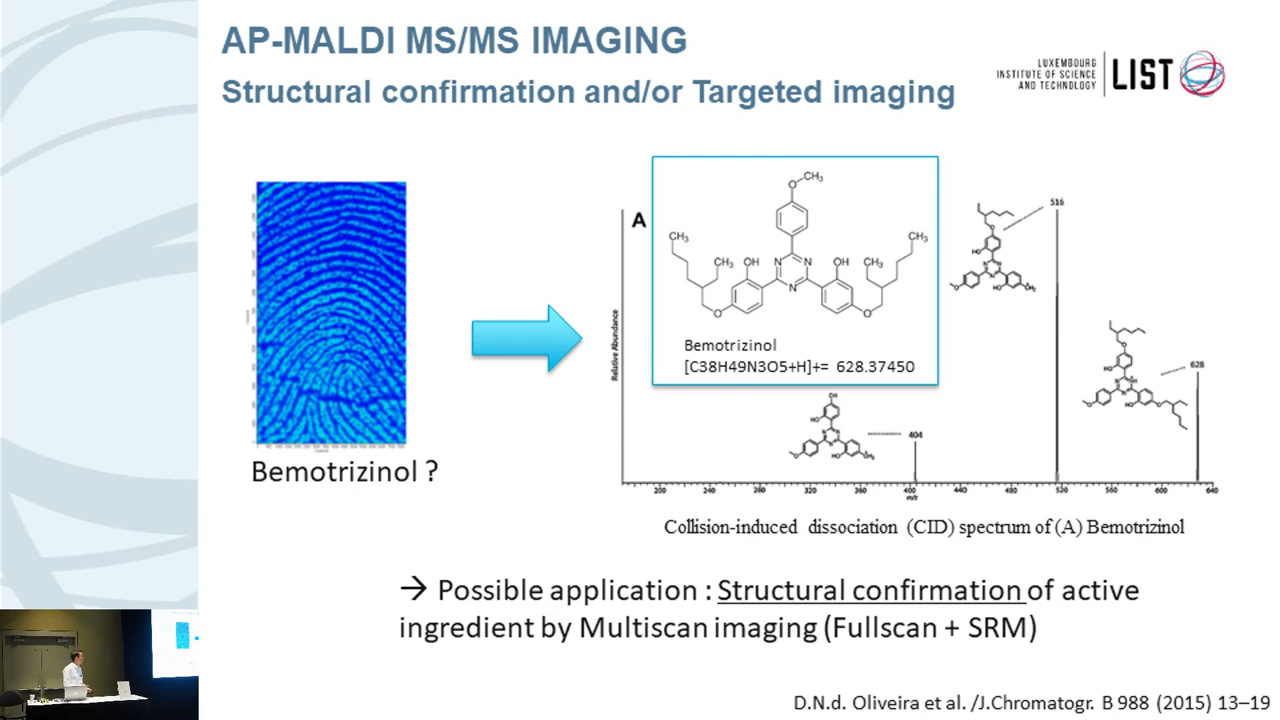 AP-MALDI MS/MS IMAGING
Structural confirmation and/or Targeted imaging
LUXEMBOURG
INSTITUTE OF SCIENCE
AND TECHNOLOGY
LIST
Bemotrizinol ?
A
CH3
O
CH3
CH3
OH
N
N
OH
CH3
CH3
N
O
O
Bemotrizinol
[C38H49N3O5+H]+= 628.37450
516
628
404
Relative Abundance
200 240 280 320 360 400 440 480 520 560 600 640
m/z
Collision-induced dissociation (CID) spectrum of (A) Bemotrizinol
→ Possible application : Structural confirmation of active
ingredient by Multiscan imaging (Fullscan + SRM)
D.N.d. Oliveira et al. /J.Chromatogr. B 988 (2015) 13–19